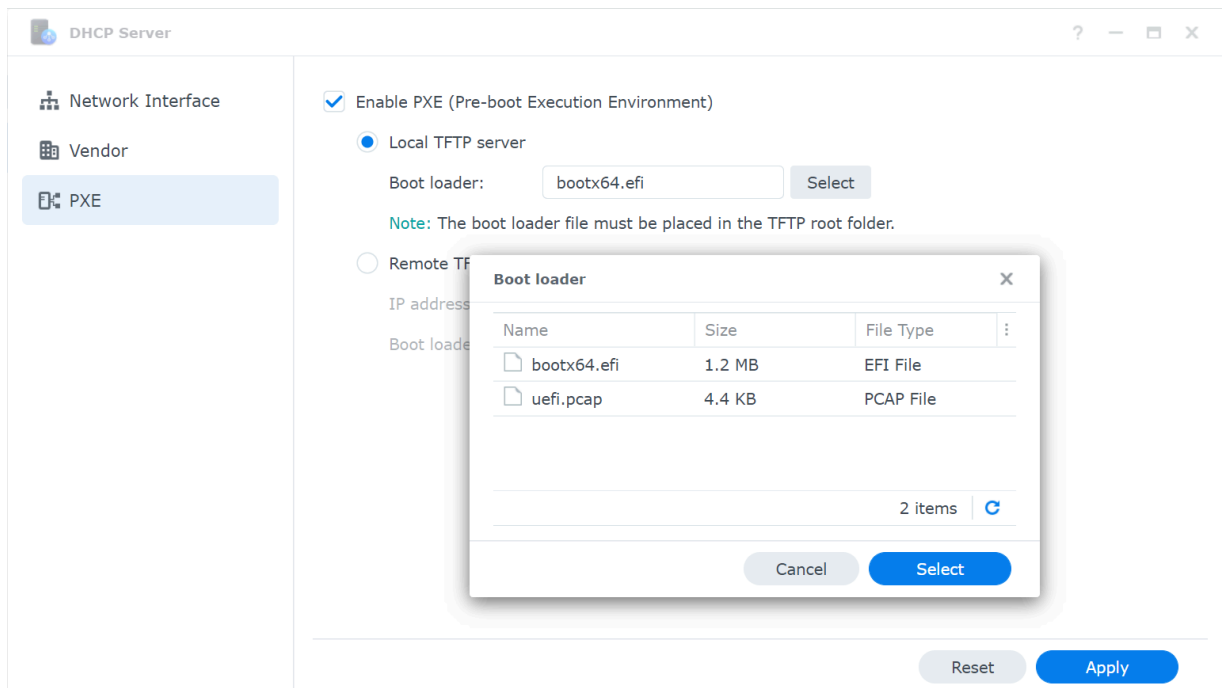 DHCP Server
Network Interface
Vendor
PXE
Enable PXE (Pre-boot Execution Environment)
Local TFTP server
Boot loader: bootx64.efi Select
Note: The boot loader file must be placed in the TFTP root folder.
Remote
IP address
Boot
Boot loader
Name Size File Type
bootx64.efi 1.2 MB EFI File
uefi.pcap 4.4 KB PCAP File
2 items
Cancel Select
Reset Apply